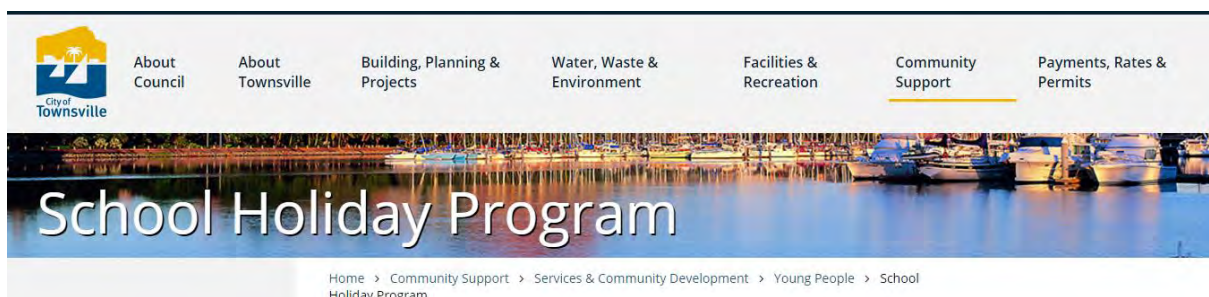 City of
Townsville
About
Council
About
Townsville
Building, Planning &
Projects
Water, Waste &
Environment
Facilities &
Recreation
Community
Support
Payments, Rates &
Permits
School Holiday Program
Home > Community Support > Services & Community Development > Young People > School
Holiday Program